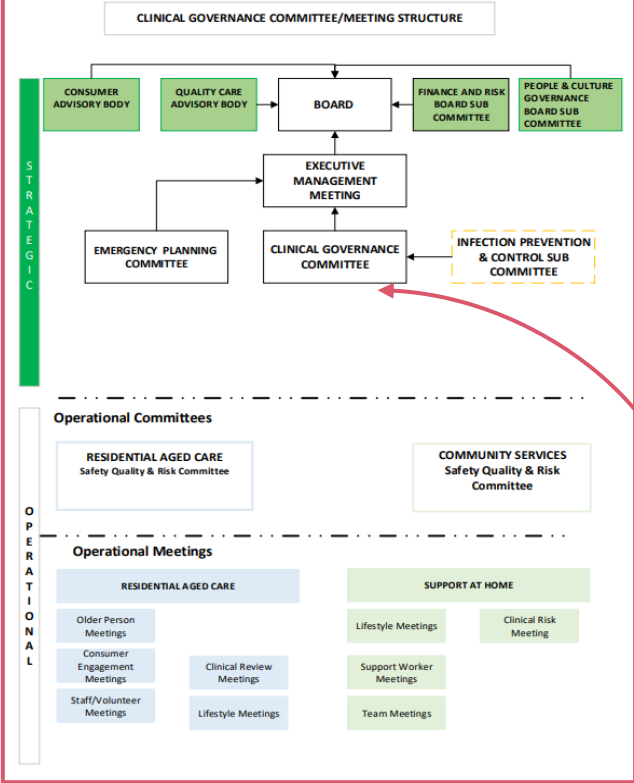 CLINICAL GOVERNANCE COMMITTEE/MEETING STRUCTURE
CONSUMER
ADVISORY BODY
QUALITY CARE
ADVISORY BODY
BOARD
FINANCE AND RISK
BOARD SUB
COMMITTEE
PEOPLE & CULTURE
GOVERNANCE
BOARD SUB
COMMITTEE
STRATEGIC
EXECUTIVE
MANAGEMENT
MEETING
EMERGENCY PLANNING
COMMITTEE
CLINICAL GOVERNANCE
COMMITTEE
INFECTION PREVENTION
& CONTROL SUB
COMMITTEE
OPERATIONAL
Operational Committees
RESIDENTIAL AGED CARE
Safety Quality & Risk Committee
COMMUNITY SERVICES
Safety Quality & Risk
Committee
Operational Meetings
RESIDENTIAL AGED CARE
SUPPORT AT HOME
Older Person
Meetings
Consumer
Engagement
Meetings
Staff/Volunteer
Meetings
Clinical Review
Meetings
Lifestyle Meetings
Lifestyle Meetings
Clinical Risk
Meeting
Support Worker
Meetings
Team Meetings